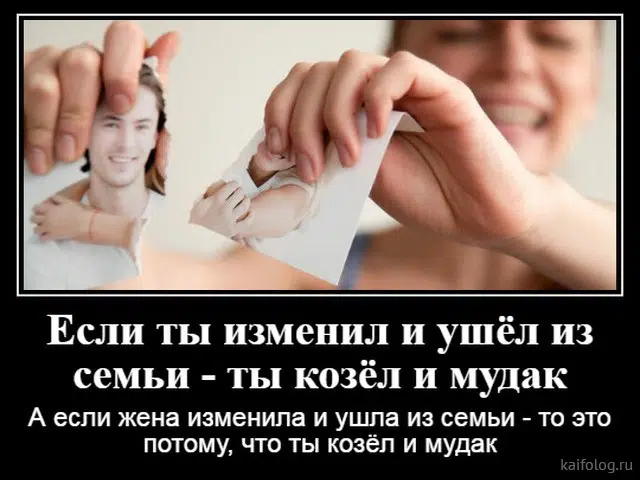 Если ты изменил и ушёл из
семьи - ты козёл и мудак
А если жена изменила и ушла из семьи - то это
потому, что ты козёл и мудак
kaifolog.ru